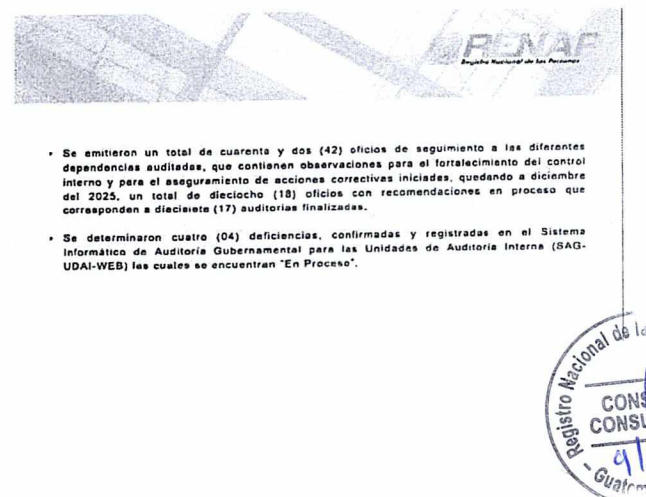 RENAP
Registro Nacional de las Personas
• Se emitieron un total de cuarenta y dos (42) oficios de seguimiento a las diferentes
dependencias auditadas, que contienen observaciones para el fortalecimiento del control
interno y para el aseguramiento de acciones correctivas iniciadas, quedando a diciembre
del 2025, un total de dieciocho (18) oficios con recomendaciones en proceso que
corresponden a diecisiete (17) auditorias finalizadas.
• Se determinaron cuatro (04) deficiencias, confirmadas y registradas en el Sistema
Informático de Auditoría Gubernamental para las Unidades de Auditoría Interna (SAG-
UDAI-WEB) las cuales se encuentran "En Proceso".
Registro Nacional de la
CONS
CONSU
9/
Guatem